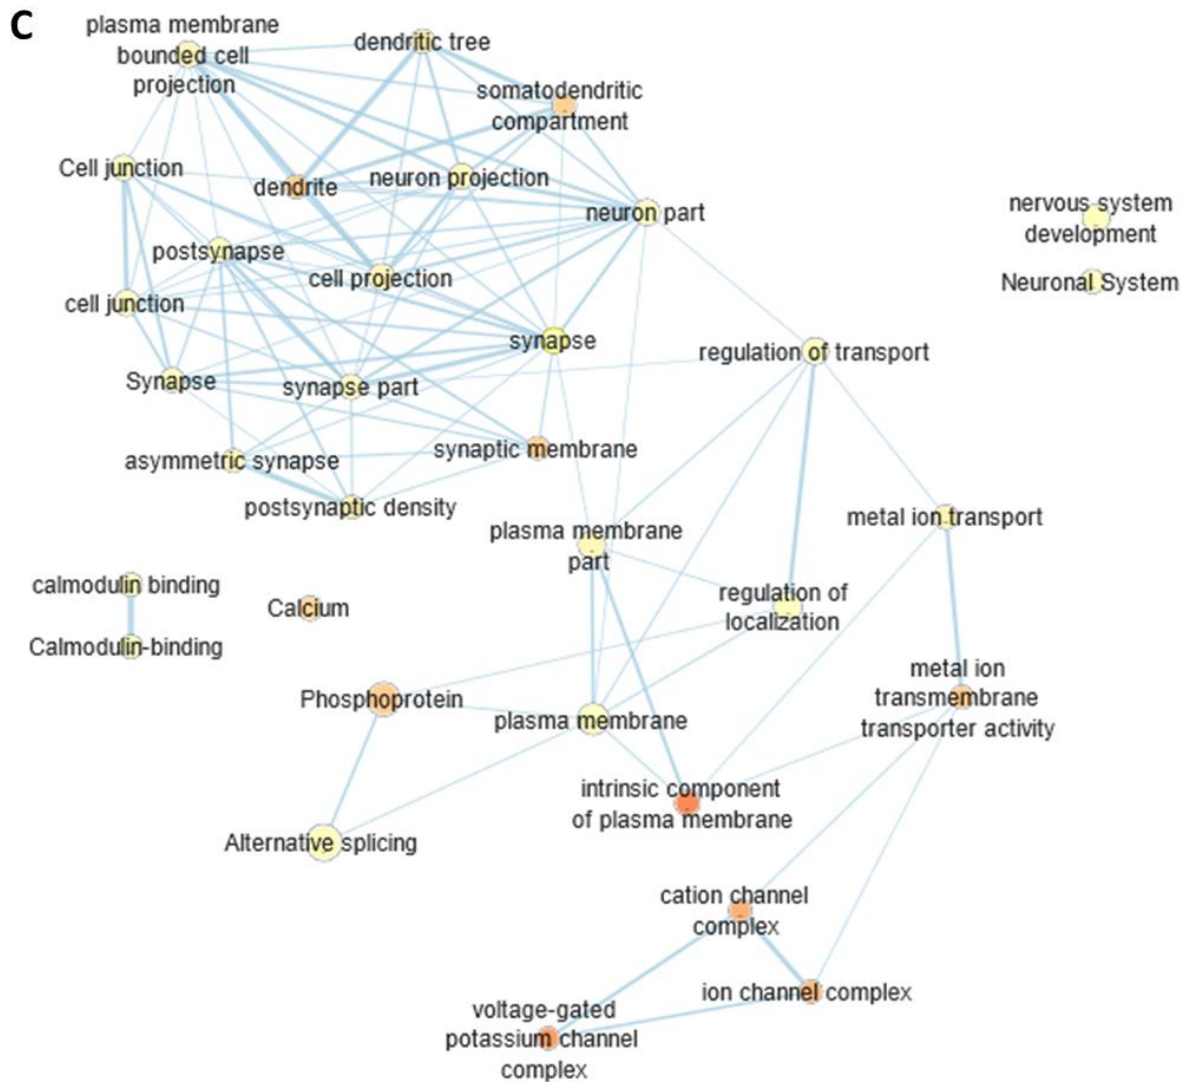 C
plasma membrane
bounded cell
projection
dendritic tree
somatodendritic
compartment
Cell junction
dendrite
neuron projection
neuron part
nervous system
development
postsynapse
cell projection
Neuronal System
cell junction
synapse
regulation of transport
Synapse
synapse part
asymmetric synapse
synaptic membrane
postsynaptic density
plasma membrane
part
metal ion transport
calmodulin binding
Calcium
regulation of
localization
Calmodulin-binding
Phosphoprotein
plasma membrane
metal ion
transmembrane
transporter activity
intrinsic component
of plasma membrane
Alternative splicing
cation channel
complex
ion channel complex
voltage-gated
potassium channel
complex